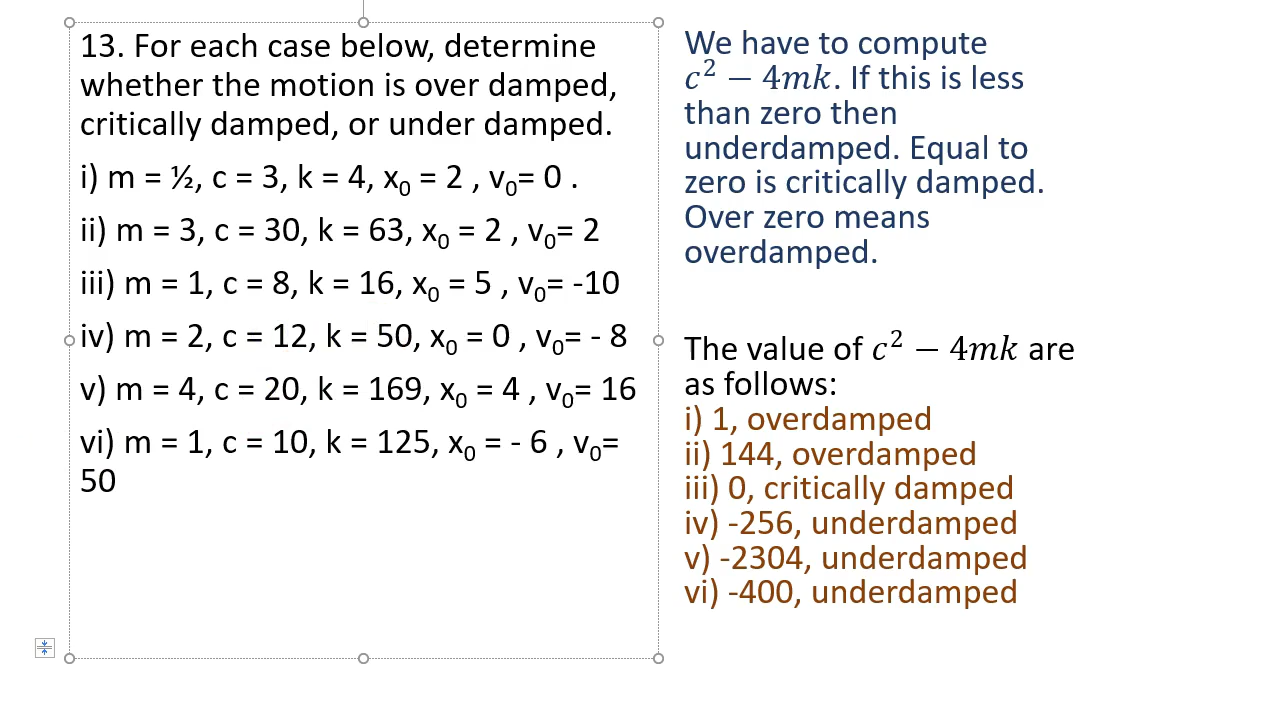 13. For each case below, determine
whether the motion is over damped,
critically damped, or under damped.
i) m = ½, c = 3, k = 4, x₀ = 2 , v₀= 0 .
ii) m = 3, c = 30, k = 63, x₀ = 2 , v₀= 2
iii) m = 1, c = 8, k = 16, x₀ = 5 , v₀= -10
iv) m = 2, c = 12, k = 50, x₀ = 0 , v₀= - 8
v) m = 4, c = 20, k = 169, x₀ = 4 , v₀= 16
vi) m = 1, c = 10, k = 125, x₀ = - 6 , v₀=
50
We have to compute
𝑐² − 4𝑚𝑘. If this is less
than zero then
underdamped. Equal to
zero is critically damped.
Over zero means
overdamped.
The value of 𝑐² − 4𝑚𝑘 are
as follows:
i) 1, overdamped
ii) 144, overdamped
iii) 0, critically damped
iv) -256, underdamped
v) -2304, underdamped
vi) -400, underdamped